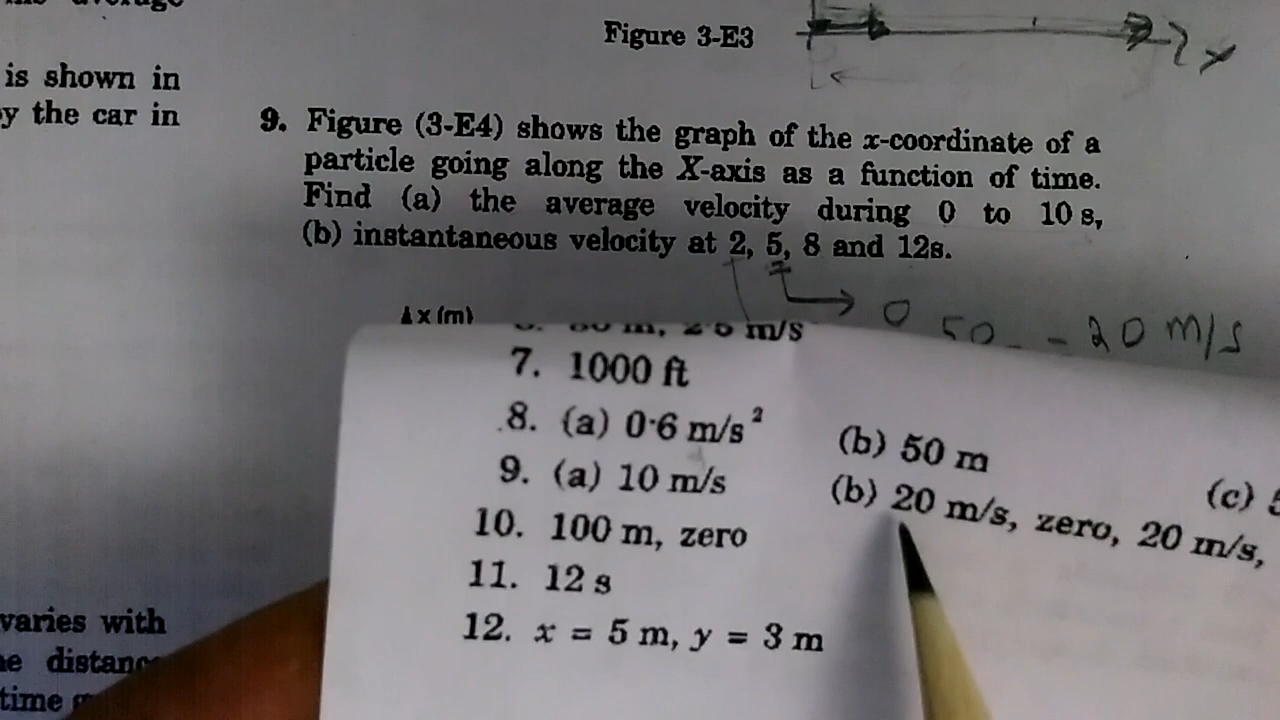 Figure 3-E3
x
is shown in
by the car in
9. Figure (3-E4) shows the graph of the x-coordinate of a
particle going along the X-axis as a function of time.
Find (a) the average velocity during 0 to 10 s,
(b) instantaneous velocity at 2, 5, 8 and 12s.
0 50 - 20 m/s
x (m)
m/s
7. 1000 ft
8. (a) 0·6 m/s² (b) 50 m (c)
9. (a) 10 m/s (b) 20 m/s, zero, 20 m/s,
10. 100 m, zero
11. 12 s
12. x = 5 m, y = 3 m
varies with
distance
time